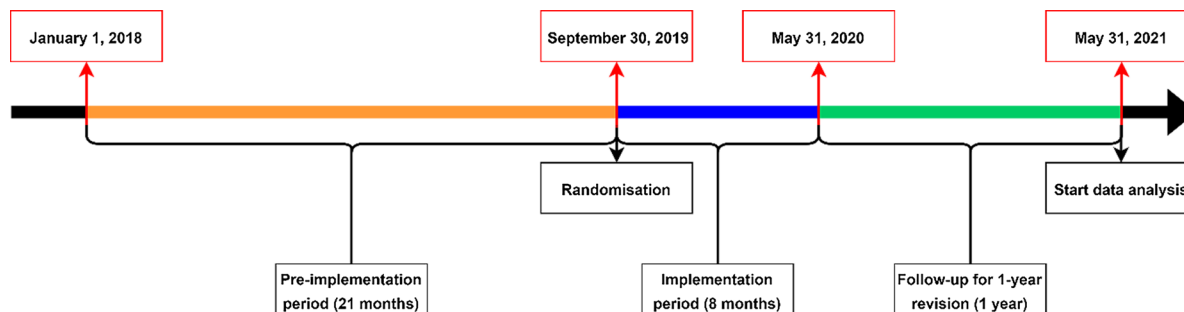 January 1, 2018
September 30, 2019
May 31, 2020
May 31, 2021
Randomisation
Start data analysis
Pre-implementation
period (21 months)
Implementation
period (8 months)
Follow-up for 1-year
revision (1 year)